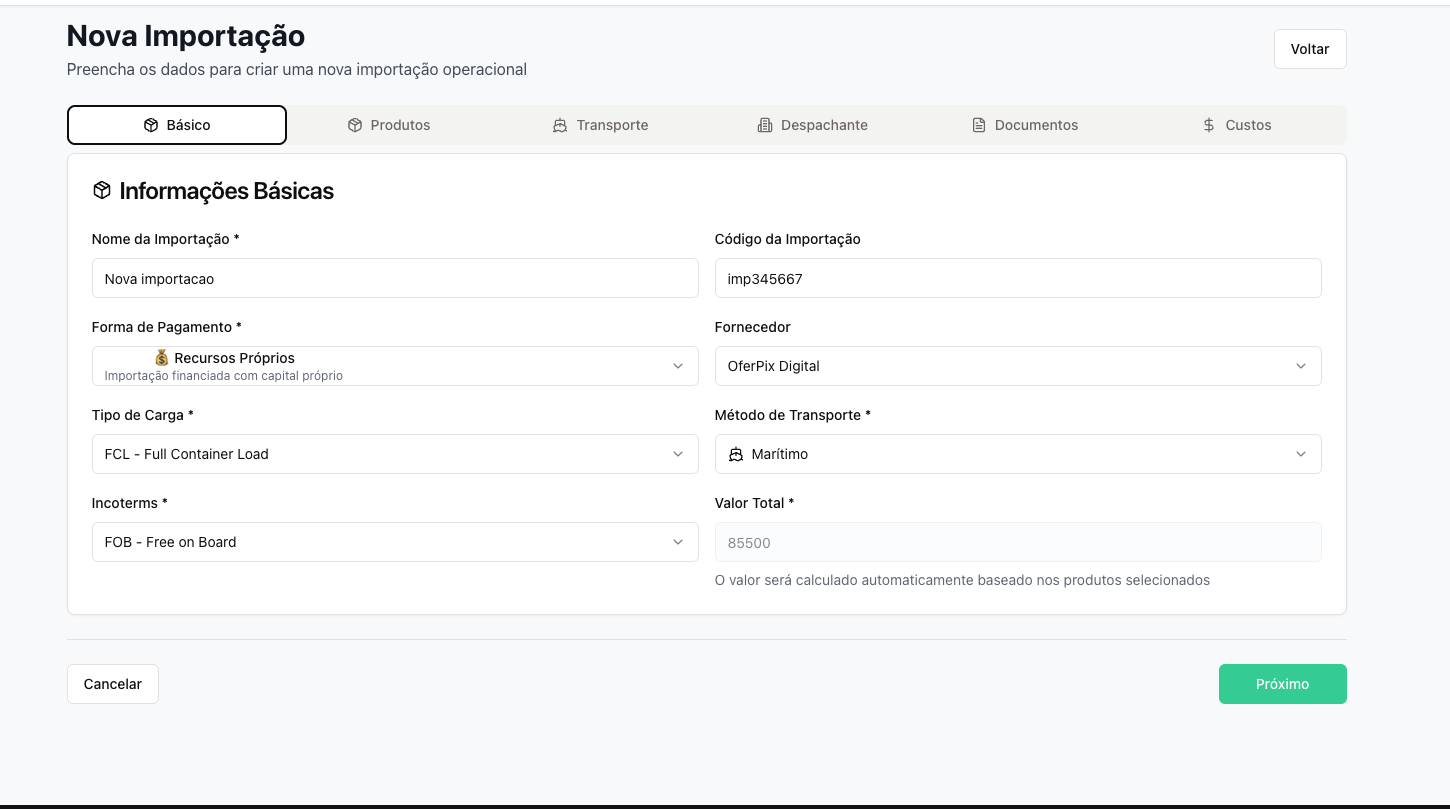 Nova Importação
Preencha os dados para criar uma nova importação operacional
Voltar
Básico
Produtos
Transporte
Despachante
Documentos
Custos
Informações Básicas
Nome da Importação *
Nova importacao
Código da Importação
imp345667
Forma de Pagamento *
💰 Recursos Próprios
Importação financiada com capital próprio
Fornecedor
OferPix Digital
Tipo de Carga *
FCL - Full Container Load
Método de Transporte *
Marítimo
Incoterms *
FOB - Free on Board
Valor Total *
85500
O valor será calculado automaticamente baseado nos produtos selecionados
Cancelar
Próximo